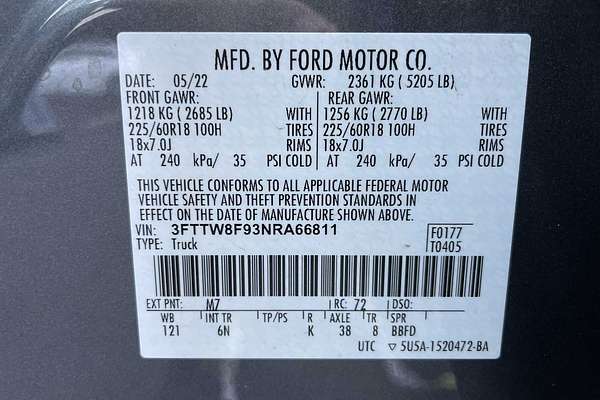 MFD. BY FORD MOTOR CO.
DATE: 05/22 GVWR: 2361 KG ( 5205 LB)
FRONT GAWR: REAR GAWR:
1218 KG ( 2685 LB) WITH 1256 KG ( 2770 LB) WITH
225/60R18 100H TIRES 225/60R18 100H TIRES
18x7.0J RIMS 18x7.0J RIMS
AT 240 kPa/ 35 PSI COLD AT 240 kPa/ 35 PSI COLD
THIS VEHICLE CONFORMS TO ALL APPLICABLE FEDERAL MOTOR
VEHICLE SAFETY AND THEFT PREVENTION STANDARDS IN
EFFECT ON THE DATE OF MANUFACTURE SHOWN ABOVE.
VIN: 3FTTW8F93NRA66811 F0177
TYPE: Truck T0405
EXT PNT: M7 RC: 72 DSO:
WB INT TR TP/PS R AXLE TR SPR
121 6N K 38 8 BBFD
UTC ▽ 5U5A-1520472-BA